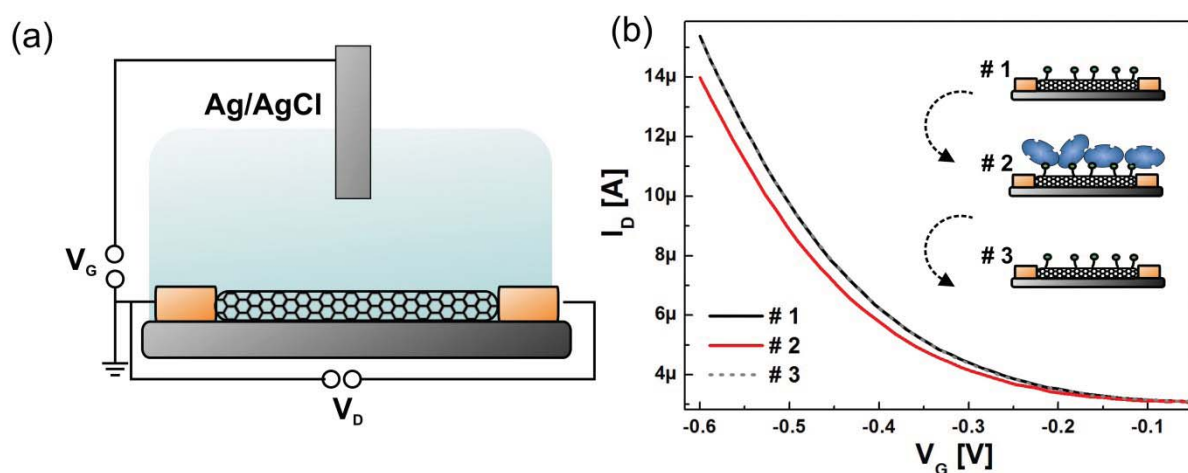 (a)
Ag/AgCl
V_G
V_D
(b)
I_D [A]
14μ
12μ
10μ
8μ
6μ
4μ
# 1
# 2
# 3
# 1
# 2
# 3
-0.6
-0.5
-0.4
-0.3
-0.2
-0.1
V_G [V]